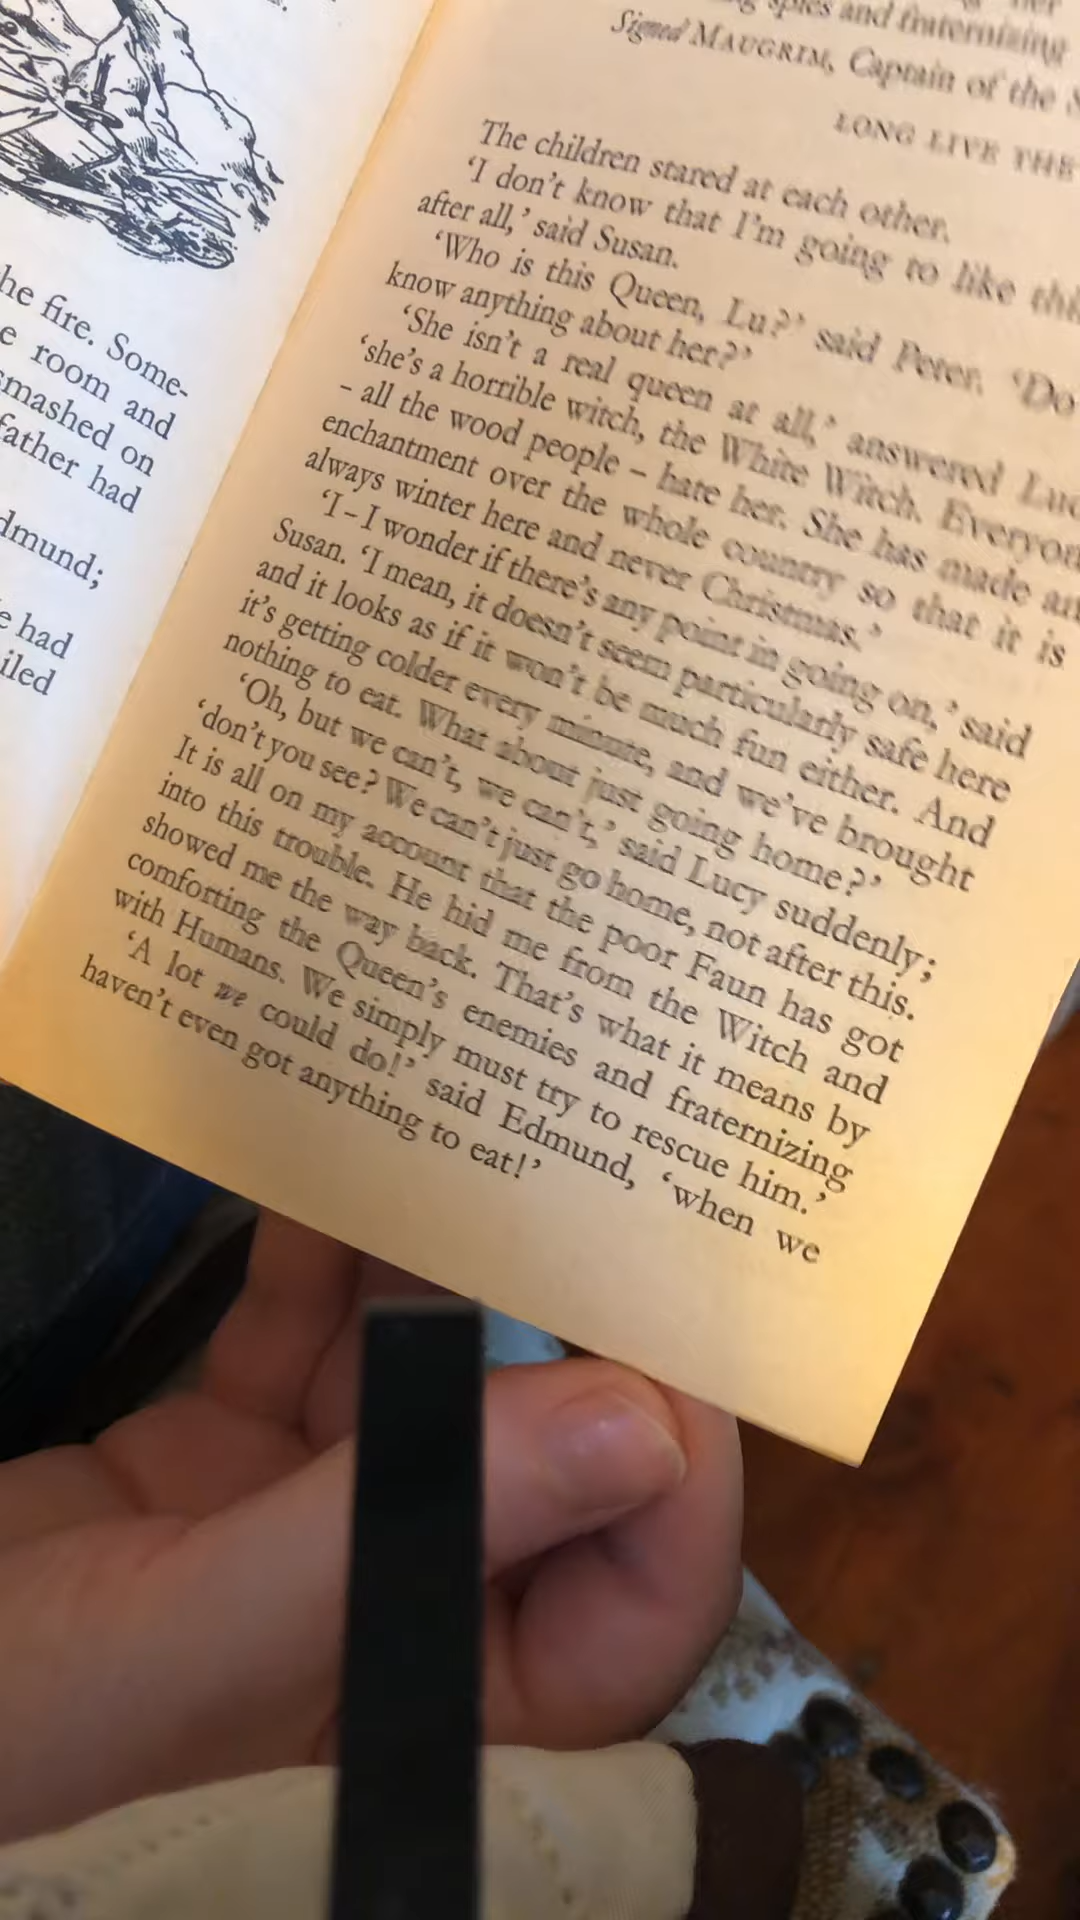 he fire. Some-
e room and
smashed on
father had
dmund;
e had
iled
spies and fraternizing
Signed MAUGRIM, Captain of the
LONG LIVE THE
The children stared at each other.
‘I don’t know that I’m going to like this
after all,’ said Susan.
‘Who is this Queen, Lu?’ said Peter. ‘Do
know anything about her?’
‘She isn’t a real queen at all,’ answered Luc
‘she’s a horrible witch, the White Witch. Everyon
– all the wood people – hate her. She has made an
enchantment over the whole country so that it is
always winter here and never Christmas.’
‘I – I wonder if there’s any point in going on,’ said
Susan. ‘I mean, it doesn’t seem particularly safe here
and it looks as if it won’t be much fun either. And
it’s getting colder every minute, and we’ve brought
nothing to eat. What about just going home?’
‘Oh, but we can’t, we can’t,’ said Lucy suddenly;
‘don’t you see? We can’t just go home, not after this.
It is all on my account that the poor Faun has got
into this trouble. He hid me from the Witch and
showed me the way back. That’s what it means by
comforting the Queen’s enemies and fraternizing
with Humans. We simply must try to rescue him.’
‘A lot we could do!’ said Edmund, ‘when we
haven’t even got anything to eat!’